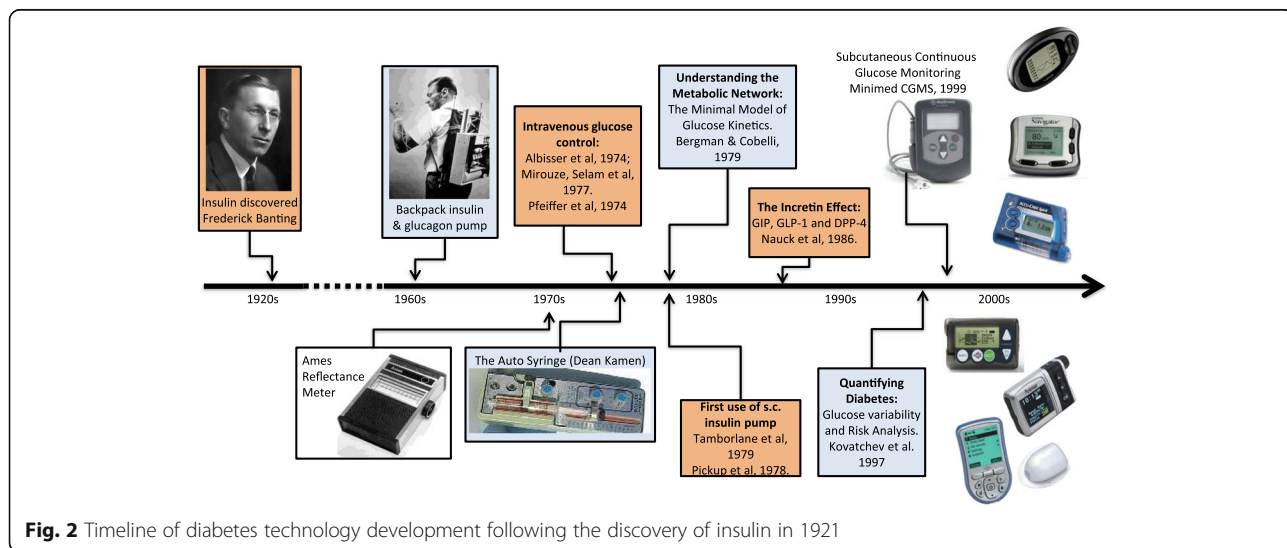 Insulin discovered
Frederick Banting
Backpack insulin
& glucagon pump
Intravenous glucose
control:
Albisser et al, 1974;
Mirouze, Selam et al,
1977.
Pfeiffer et al, 1974
Understanding the
Metabolic Network:
The Minimal Model of
Glucose Kinetics.
Bergman & Cobelli,
1979
The Incretin Effect:
GIP, GLP-1 and DPP-4
Nauck et al, 1986.
Subcutaneous Continuous
Glucose Monitoring
Minimed CGMS, 1999
Navigator
80
1920s
1960s
1970s
1980s
1990s
2000s
Ames
Reflectance
Meter
The Auto Syringe (Dean Kamen)
First use of s.c.
insulin pump
Tamborlane et al,
1979
Pickup et al, 1978.
Quantifying
Diabetes:
Glucose variability
and Risk Analysis.
Kovatchev et al.
1997
Fig. 2 Timeline of diabetes technology development following the discovery of insulin in 1921